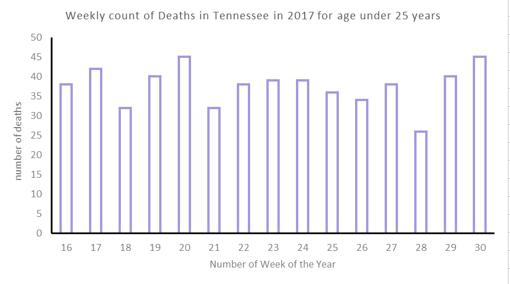 Weekly count of Deaths in Tennessee in 2017 for age under 25 years
number of deaths
50
45
40
35
30
25
20
15
10
5
0
16 17 18 19 20 21 22 23 24 25 26 27 28 29 30
Number of Week of the Year